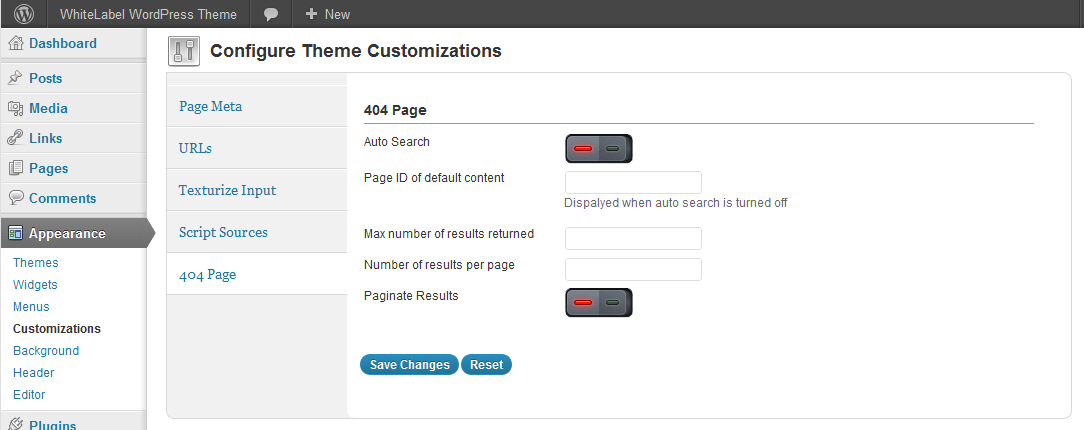 WhiteLabel WordPress Theme + New
Dashboard
Posts
Media
Links
Pages
Comments
Appearance
Themes
Widgets
Menus
Customizations
Background
Header
Editor
Plugins
Configure Theme Customizations
Page Meta
URLs
Texturize Input
Script Sources
404 Page
404 Page
Auto Search
Page ID of default content
Dispalyed when auto search is turned off
Max number of results returned
Number of results per page
Paginate Results
Save Changes Reset